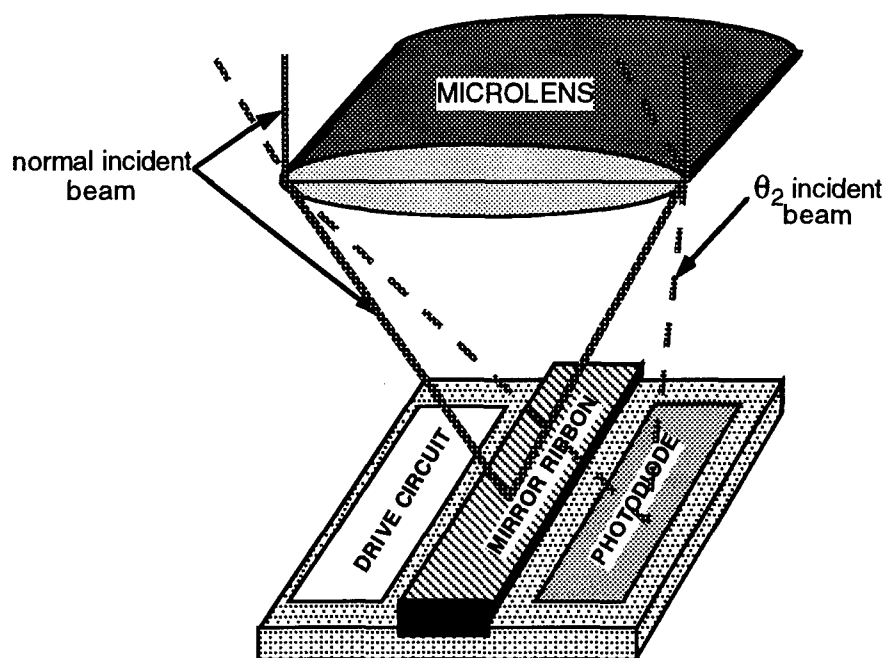 MICROLENS
normal incident
beam
θ₂ incident
beam
DRIVE CIRCUIT
MIRROR RIBBON
PHOTODIODE